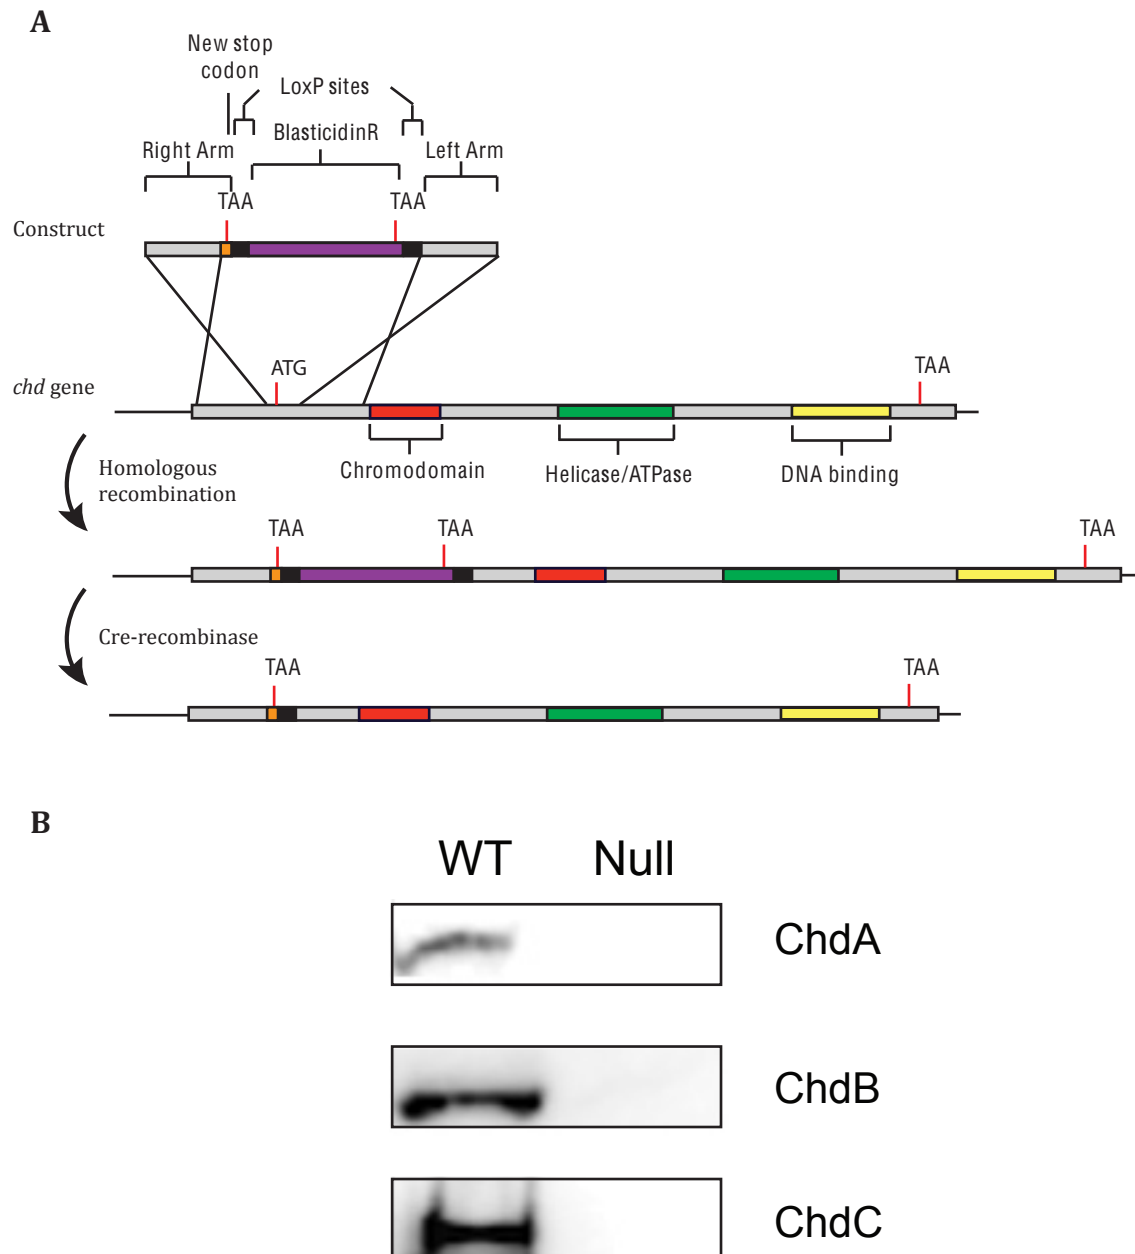 A
New stop
codon
LoxP sites
BlasticidinR
Right Arm
Left Arm
TAA
TAA
Construct
ATG
TAA
chd gene
Chromodomain
Helicase/ATPase
DNA binding
Homologous
recombination
TAA
TAA
TAA
Cre-recombinase
TAA
TAA
B
WT Null
ChdA
ChdB
ChdC